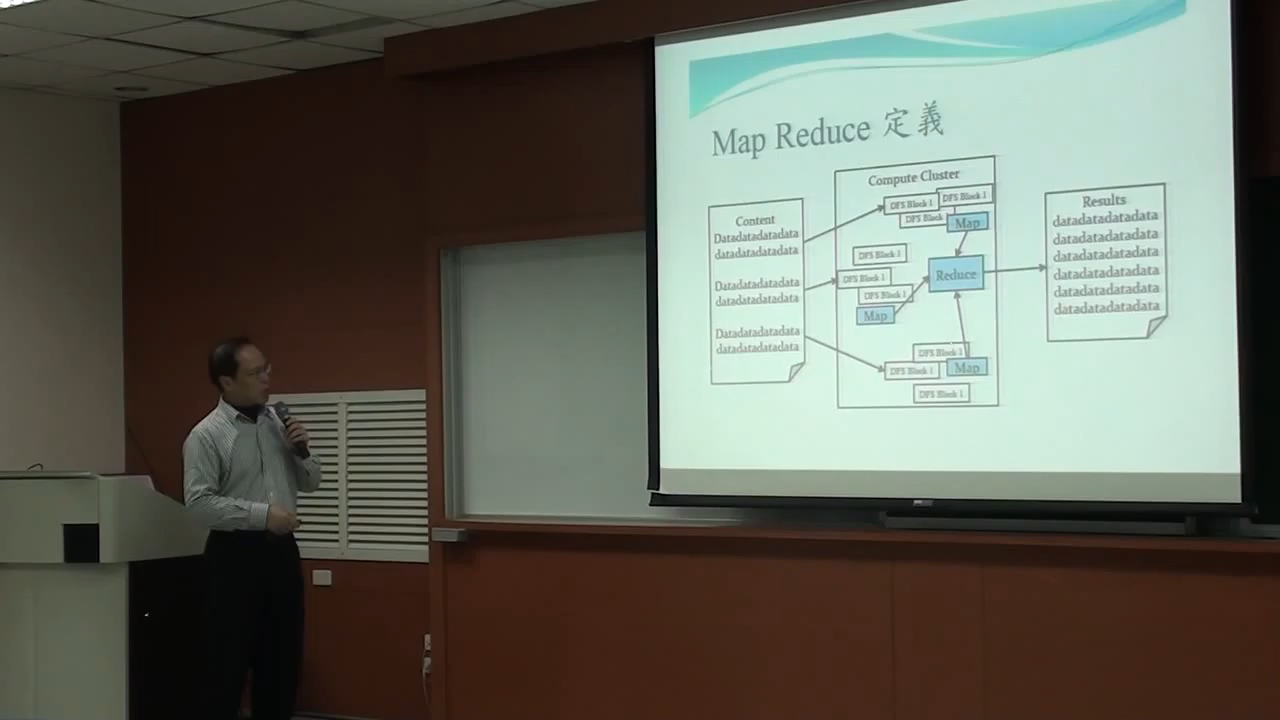 Map Reduce 定義
Content
Datadatadatadata
datadatadatadata
Datadatadatadata
datadatadatadata
Datadatadatadata
datadatadatadata
Compute Cluster
DFS Block 1
DFS Block 1
DFS Block
Map
DFS Block 1
DFS Block 1
DFS Block 1
Map
Reduce
DFS Block 1
DFS Block 1
Map
DFS Block 1
Results
datadatadatadata
datadatadatadata
datadatadatadata
datadatadatadata
datadatadatadata
datadatadatadata